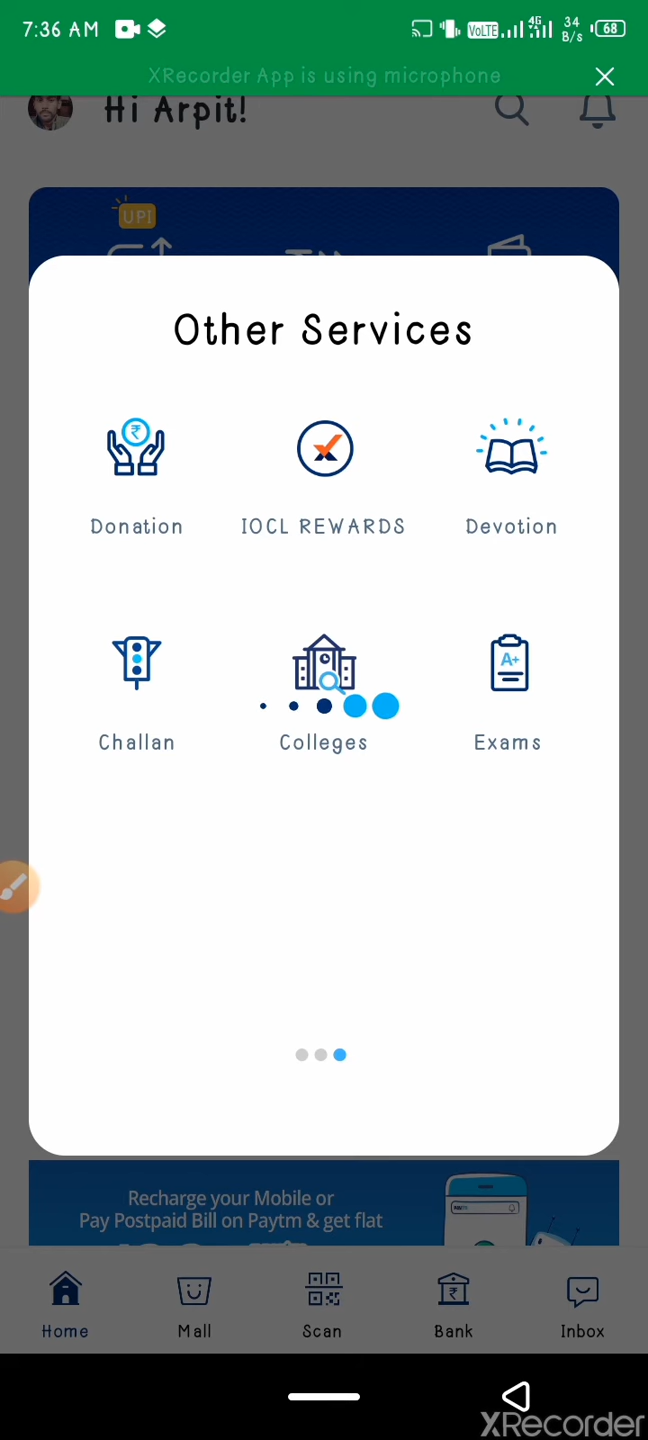 7:36 AM VoLTE 4G 34 B/s 68
XRecorder App is using microphone
Hi Arpit!
UPI
Other Services
₹
Donation IOCL REWARDS Devotion
A+
Challan Colleges Exams
Recharge your Mobile or
Pay Postpaid Bill on Paytm & get flat
₹
Home Mall Scan Bank Inbox
XRecorder